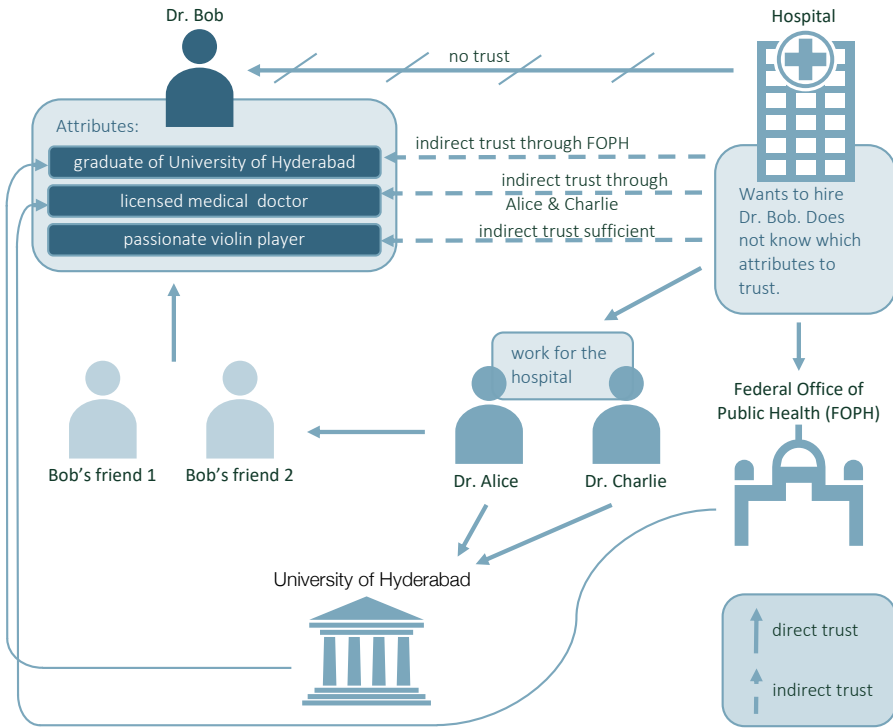 Dr. Bob
Hospital
no trust
Attributes:
graduate of University of Hyderabad
licensed medical doctor
passionate violin player
indirect trust through FOPH
indirect trust through
Alice & Charlie
indirect trust sufficient
Wants to hire
Dr. Bob. Does
not know which
attributes to
trust.
work for the
hospital
Federal Office of
Public Health (FOPH)
Bob's friend 1
Bob's friend 2
Dr. Alice
Dr. Charlie
University of Hyderabad
direct trust
indirect trust